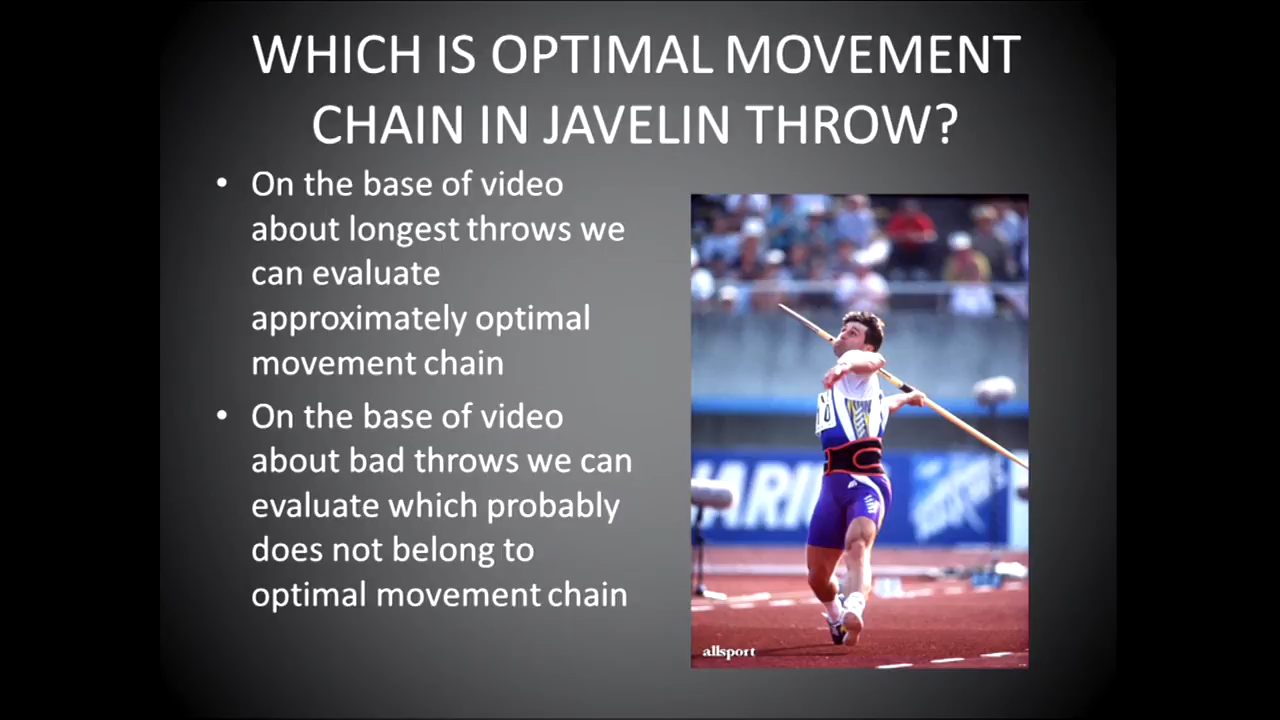 WHICH IS OPTIMAL MOVEMENT
CHAIN IN JAVELIN THROW?
• On the base of video
about longest throws we
can evaluate
approximately optimal
movement chain
• On the base of video
about bad throws we can
evaluate which probably
does not belong to
optimal movement chain
allsport